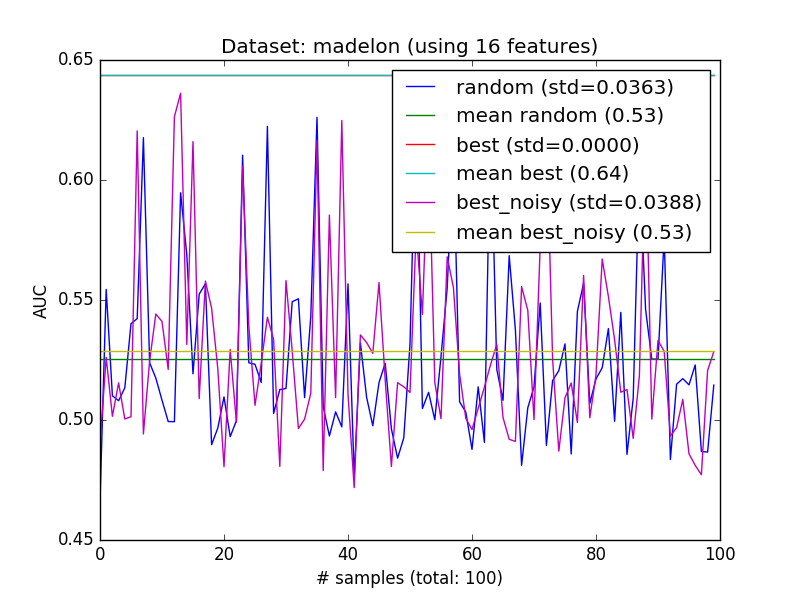 Dataset: madelon (using 16 features)
0.65
0.60
0.55
0.50
0.45
AUC
random (std=0.0363)
mean random (0.53)
best (std=0.0000)
mean best (0.64)
best_noisy (std=0.0388)
mean best_noisy (0.53)
0 20 40 60 80 100
# samples (total: 100)